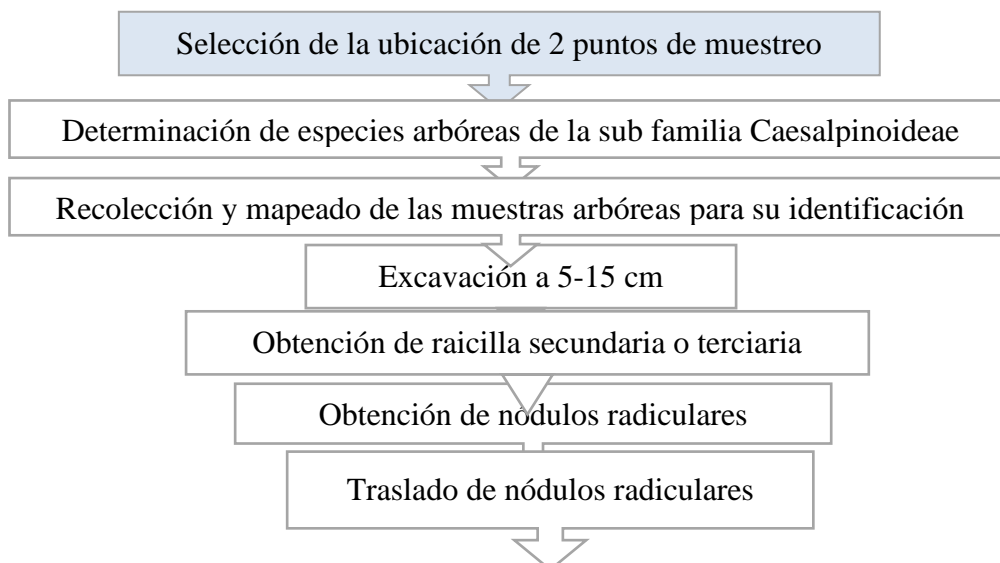 Selección de la ubicación de 2 puntos de muestreo
Determinación de especies arbóreas de la sub familia Caesalpinoideae
Recolección y mapeado de las muestras arbóreas para su identificación
Excavación a 5-15 cm
Obtención de raicilla secundaria o terciaria
Obtención de nódulos radiculares
Traslado de nódulos radiculares